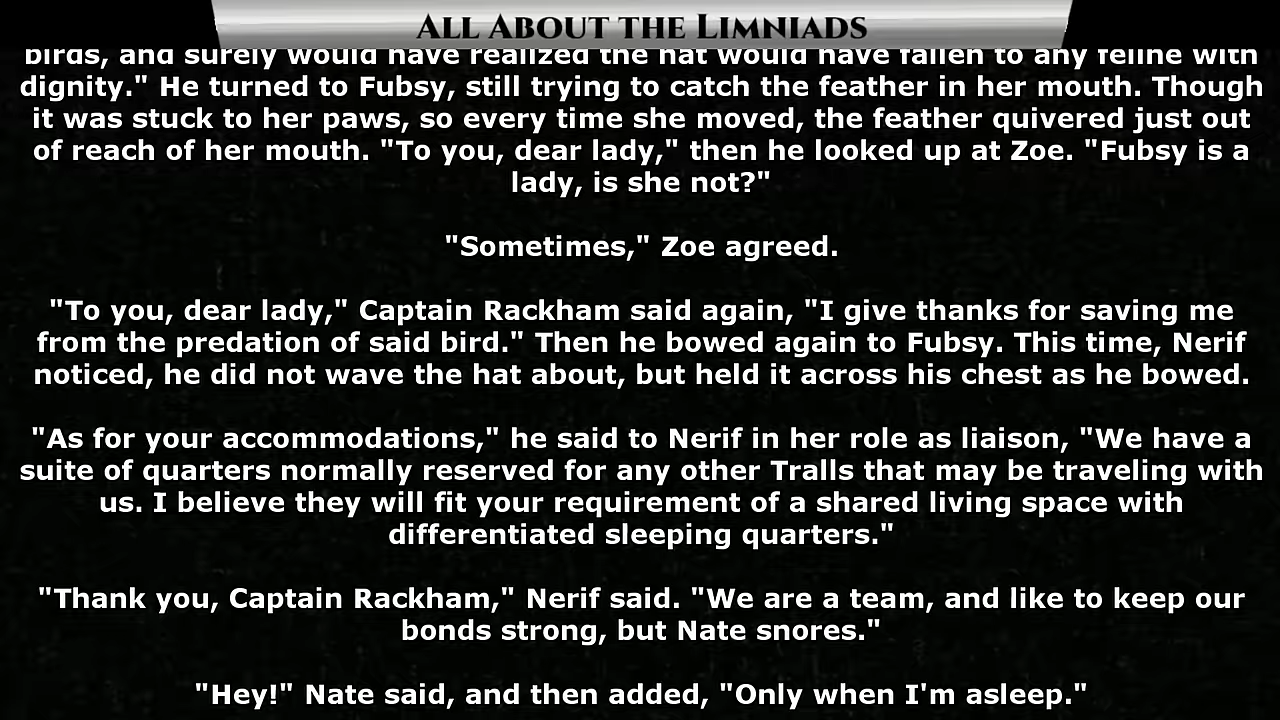 All About the Limniads
birds, and surely would have realized the hat would have fallen to any feline with
dignity." He turned to Fubsy, still trying to catch the feather in her mouth. Though
it was stuck to her paws, so every time she moved, the feather quivered just out
of reach of her mouth. "To you, dear lady," then he looked up at Zoe. "Fubsy is a
lady, is she not?"
"Sometimes," Zoe agreed.
"To you, dear lady," Captain Rackham said again, "I give thanks for saving me
from the predation of said bird." Then he bowed again to Fubsy. This time, Nerif
noticed, he did not wave the hat about, but held it across his chest as he bowed.
"As for your accommodations," he said to Nerif in her role as liaison, "We have a
suite of quarters normally reserved for any other Tralls that may be traveling with
us. I believe they will fit your requirement of a shared living space with
differentiated sleeping quarters."
"Thank you, Captain Rackham," Nerif said. "We are a team, and like to keep our
bonds strong, but Nate snores."
"Hey!" Nate said, and then added, "Only when I'm asleep."